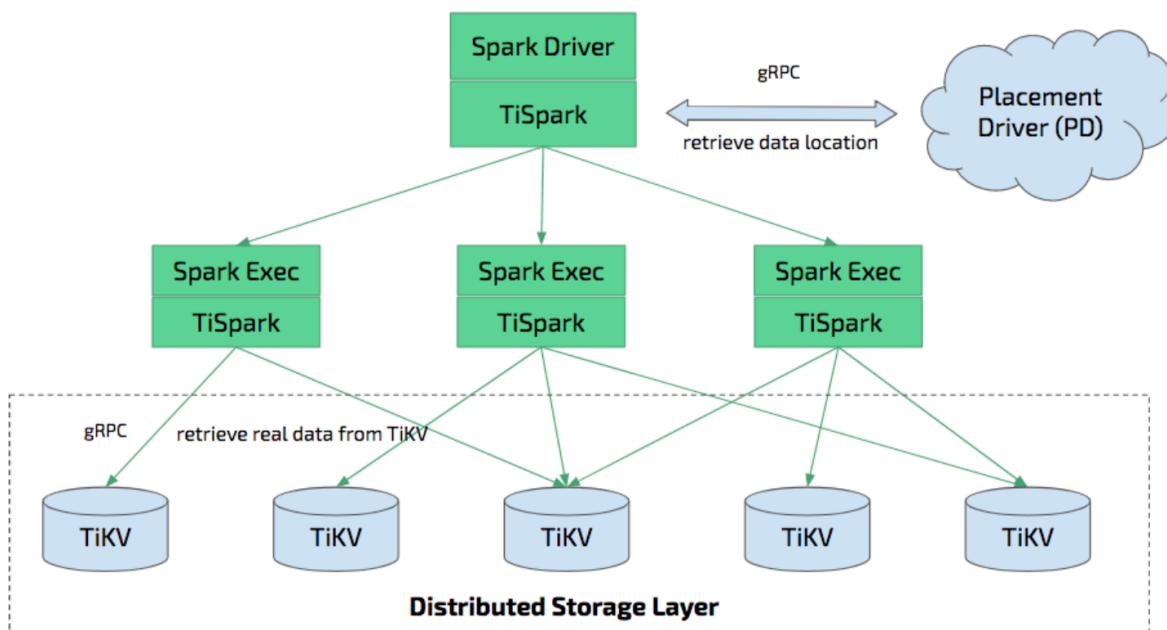 Spark Driver
TiSpark
gRPC
retrieve data location
Placement
Driver (PD)
Spark Exec
TiSpark
Spark Exec
TiSpark
Spark Exec
TiSpark
gRPC
retrieve real data from TiKV
TiKV
TiKV
TiKV
TiKV
TiKV
Distributed Storage Layer